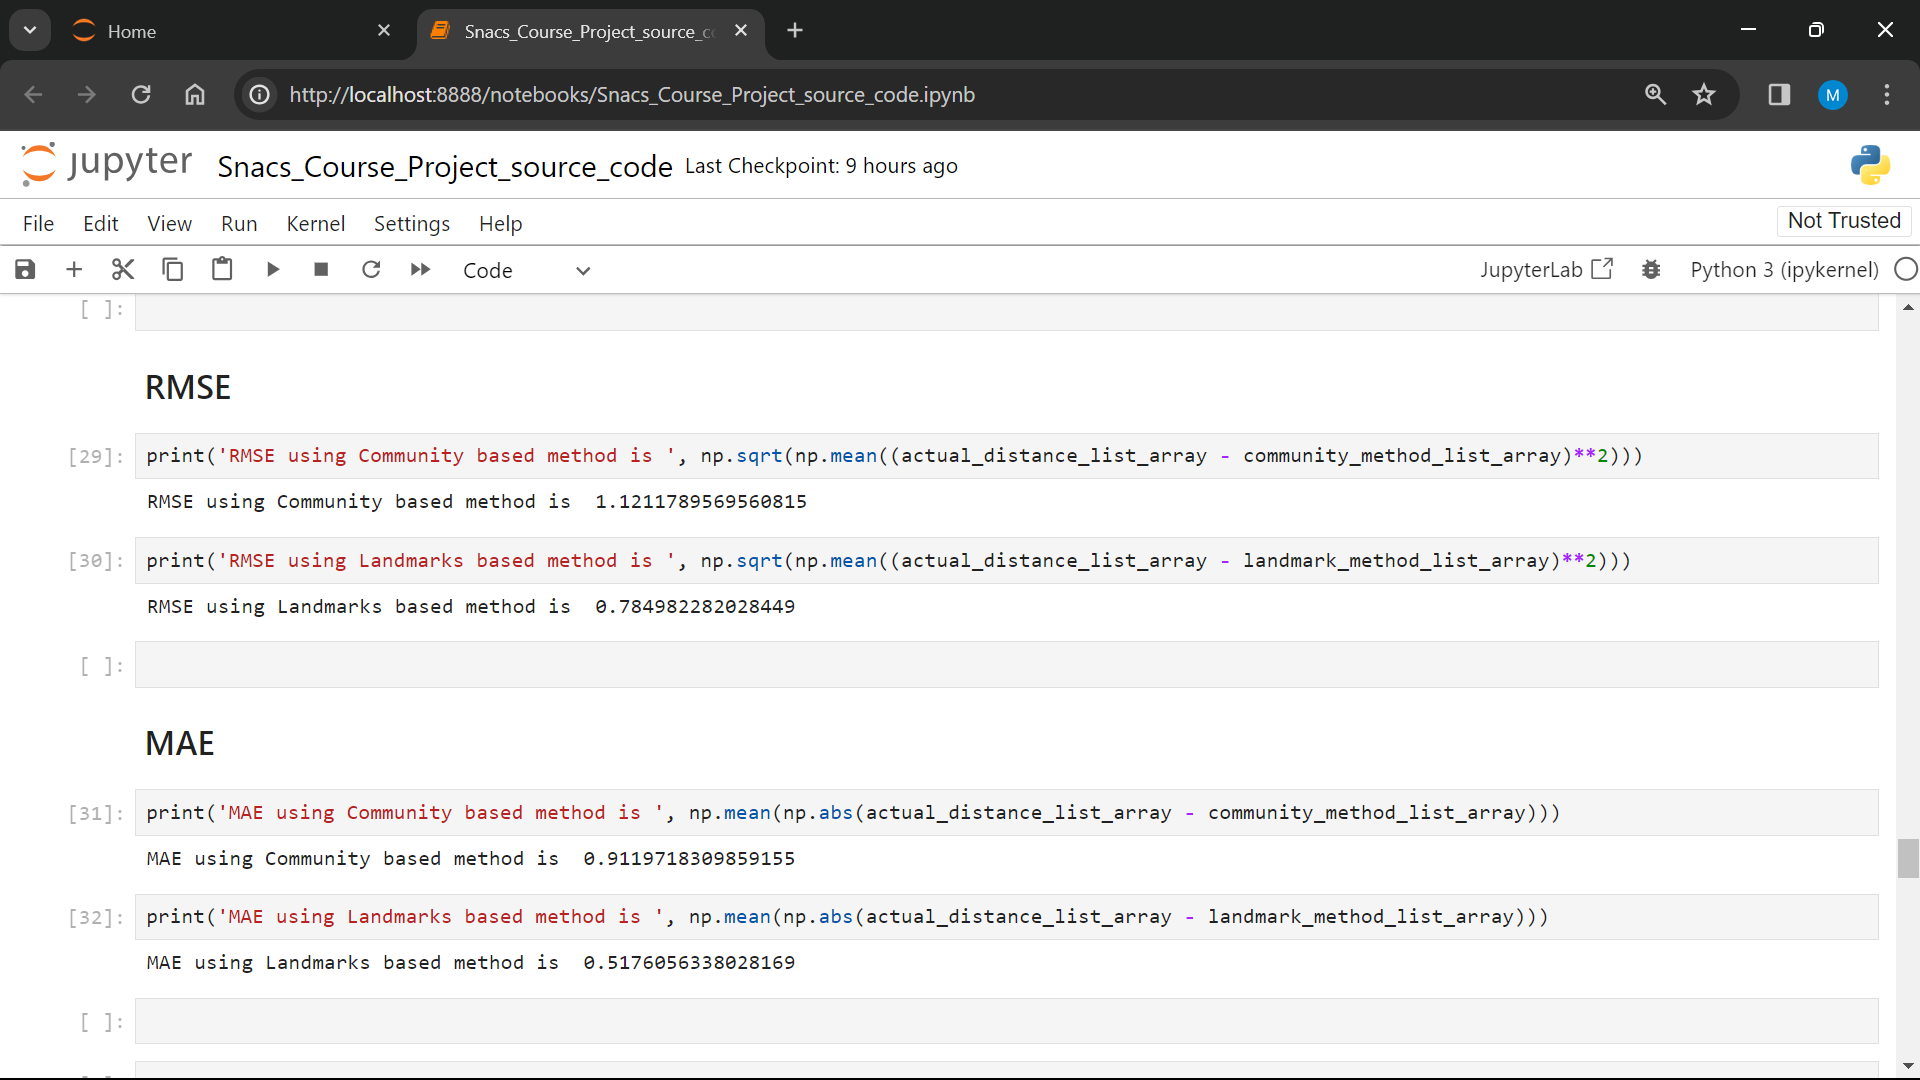 Home
Snacs_Course_Project_source_c
http://localhost:8888/notebooks/Snacs_Course_Project_source_code.ipynb
M
jupyter Snacs_Course_Project_source_code Last Checkpoint: 9 hours ago
File Edit View Run Kernel Settings Help Not Trusted
Code JupyterLab Python 3 (ipykernel)
[ ]:
RMSE
[29]: print('RMSE using Community based method is ', np.sqrt(np.mean((actual_distance_list_array - community_method_list_array)**2)))
RMSE using Community based method is  1.1211789569560815
[30]: print('RMSE using Landmarks based method is ', np.sqrt(np.mean((actual_distance_list_array - landmark_method_list_array)**2)))
RMSE using Landmarks based method is  0.784982282028449
[ ]:
MAE
[31]: print('MAE using Community based method is ', np.mean(np.abs(actual_distance_list_array - community_method_list_array)))
MAE using Community based method is  0.9119718309859155
[32]: print('MAE using Landmarks based method is ', np.mean(np.abs(actual_distance_list_array - landmark_method_list_array)))
MAE using Landmarks based method is  0.5176056338028169
[ ]: